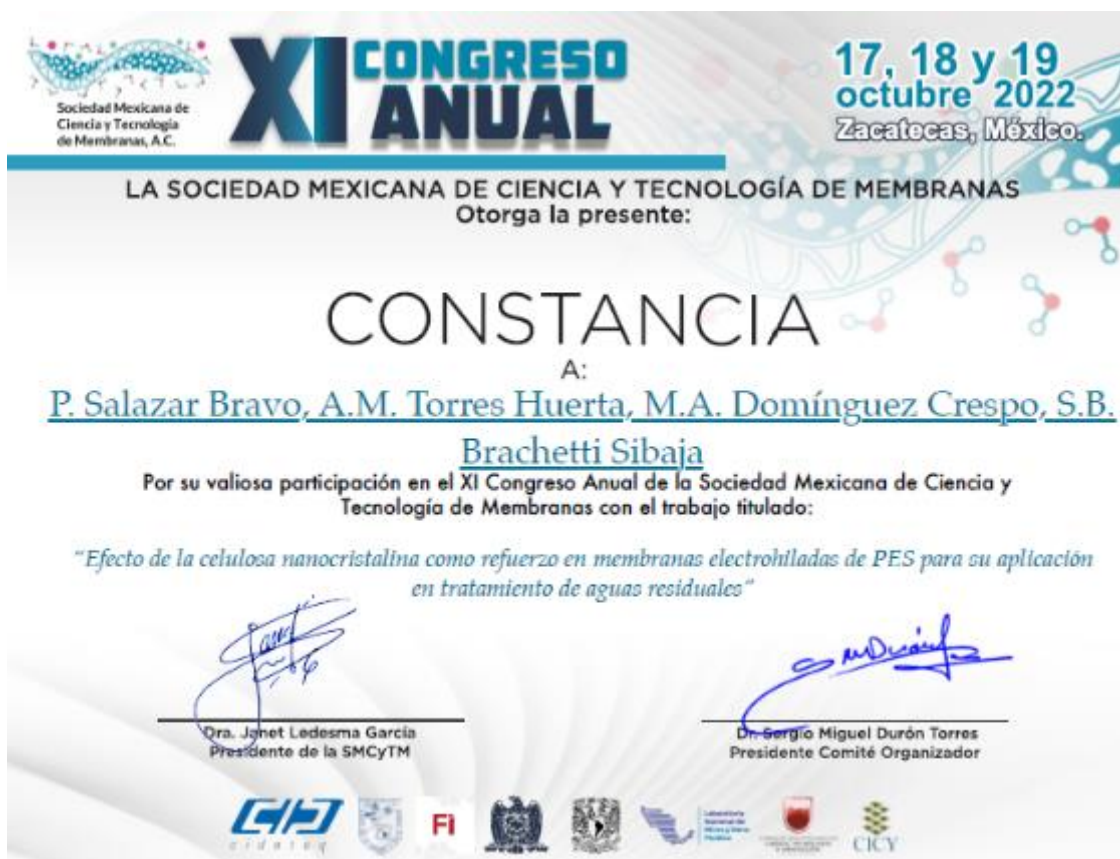 Sociedad Mexicana de
Ciencia y Tecnología
de Membranas, A.C.
XI CONGRESO
ANUAL
17, 18 y 19
octubre 2022
Zacatecas, México.
LA SOCIEDAD MEXICANA DE CIENCIA Y TECNOLOGÍA DE MEMBRANAS
Otorga la presente:
CONSTANCIA
A:
P. Salazar Bravo, A.M. Torres Huerta, M.A. Domínguez Crespo, S.B.
Brachetti Sibaja
Por su valiosa participación en el XI Congreso Anual de la Sociedad Mexicana de Ciencia y
Tecnología de Membranas con el trabajo titulado:
"Efecto de la celulosa nanocristalina como refuerzo en membranas electrohiladas de PES para su aplicación
en tratamiento de aguas residuales"
Dra. Janet Ledesma García
Presidente de la SMCyTM
Dr. Sergio Miguel Durón Torres
Presidente Comité Organizador
cideteq
Fi
CICY